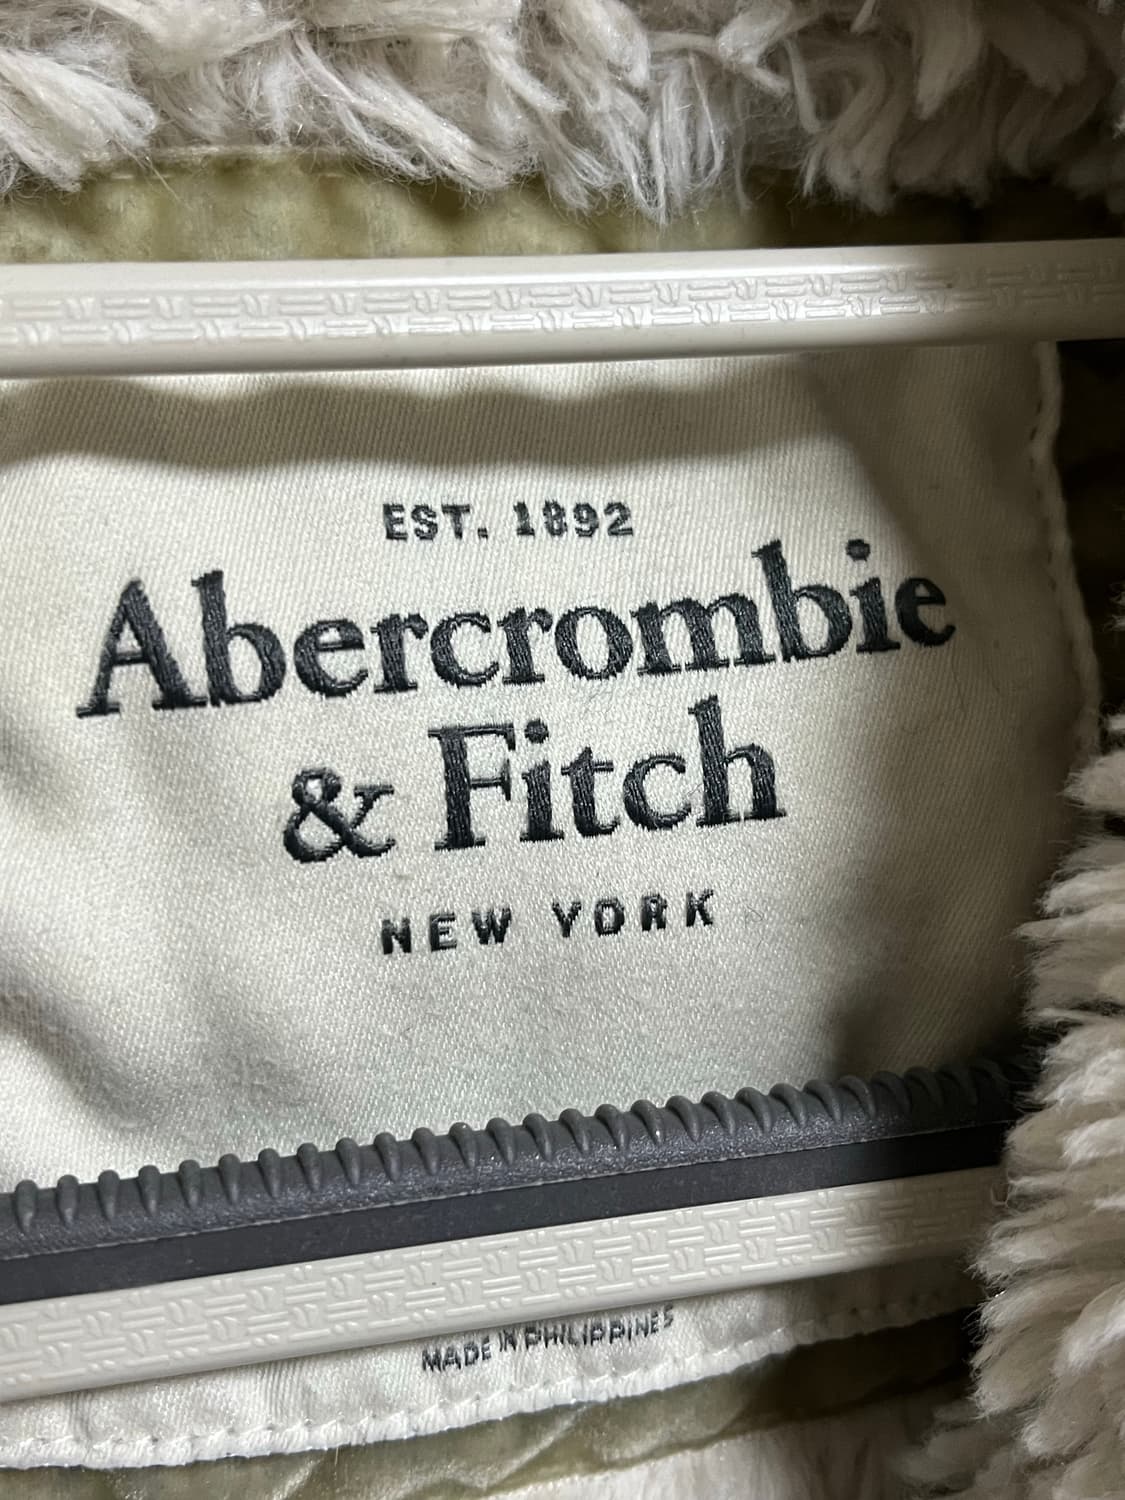 EST. 1892
Abercrombie
& Fitch
NEW YORK
MADE IN PHILIPPINES